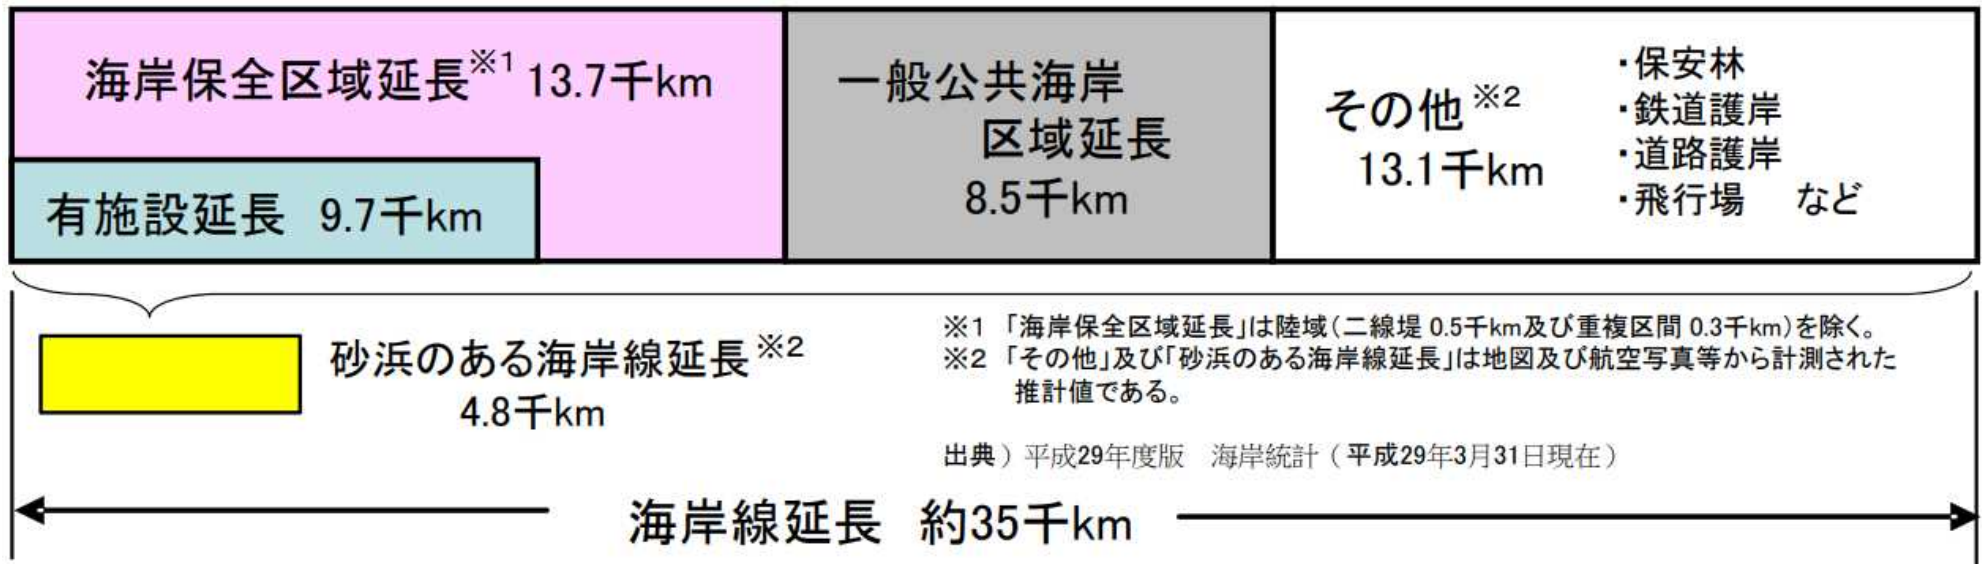 海岸保全区域延長※1 13.7千km
有施設延長 9.7千km
一般公共海岸
区域延長
8.5千km
その他※2
13.1千km
・保安林
・鉄道護岸
・道路護岸
・飛行場 など
砂浜のある海岸線延長※2
4.8千km
※1 「海岸保全区域延長」は陸域（二線堤 0.5千km及び重複区間 0.3千km）を除く。
※2 「その他」及び「砂浜のある海岸線延長」は地図及び航空写真等から計測された
推計値である。
出典）平成29年度版 海岸統計（平成29年3月31日現在）
海岸線延長 約35千km